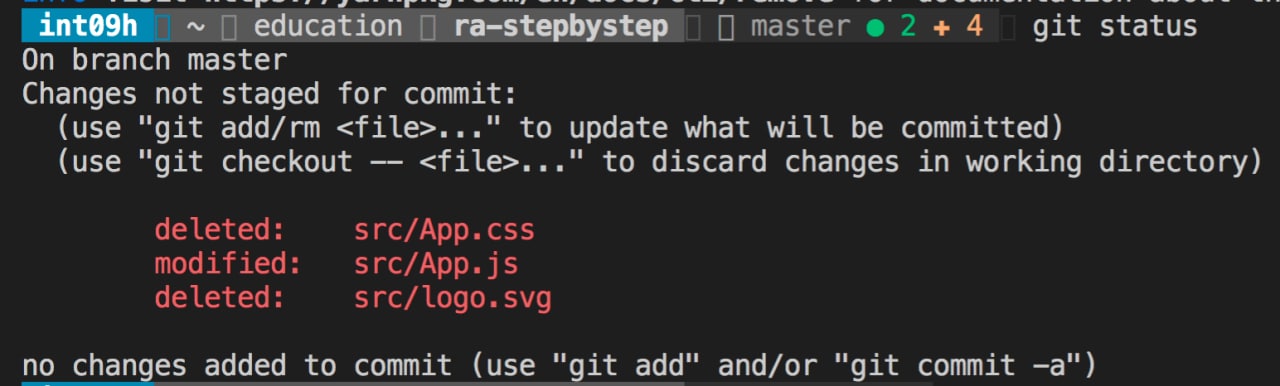 int09h ~ education ra-stepbystep master ● 2 + 4 git status
On branch master
Changes not staged for commit:
(use "git add/rm <file>..." to update what will be committed)
(use "git checkout -- <file>..." to discard changes in working directory)
deleted: src/App.css
modified: src/App.js
deleted: src/logo.svg
no changes added to commit (use "git add" and/or "git commit -a")